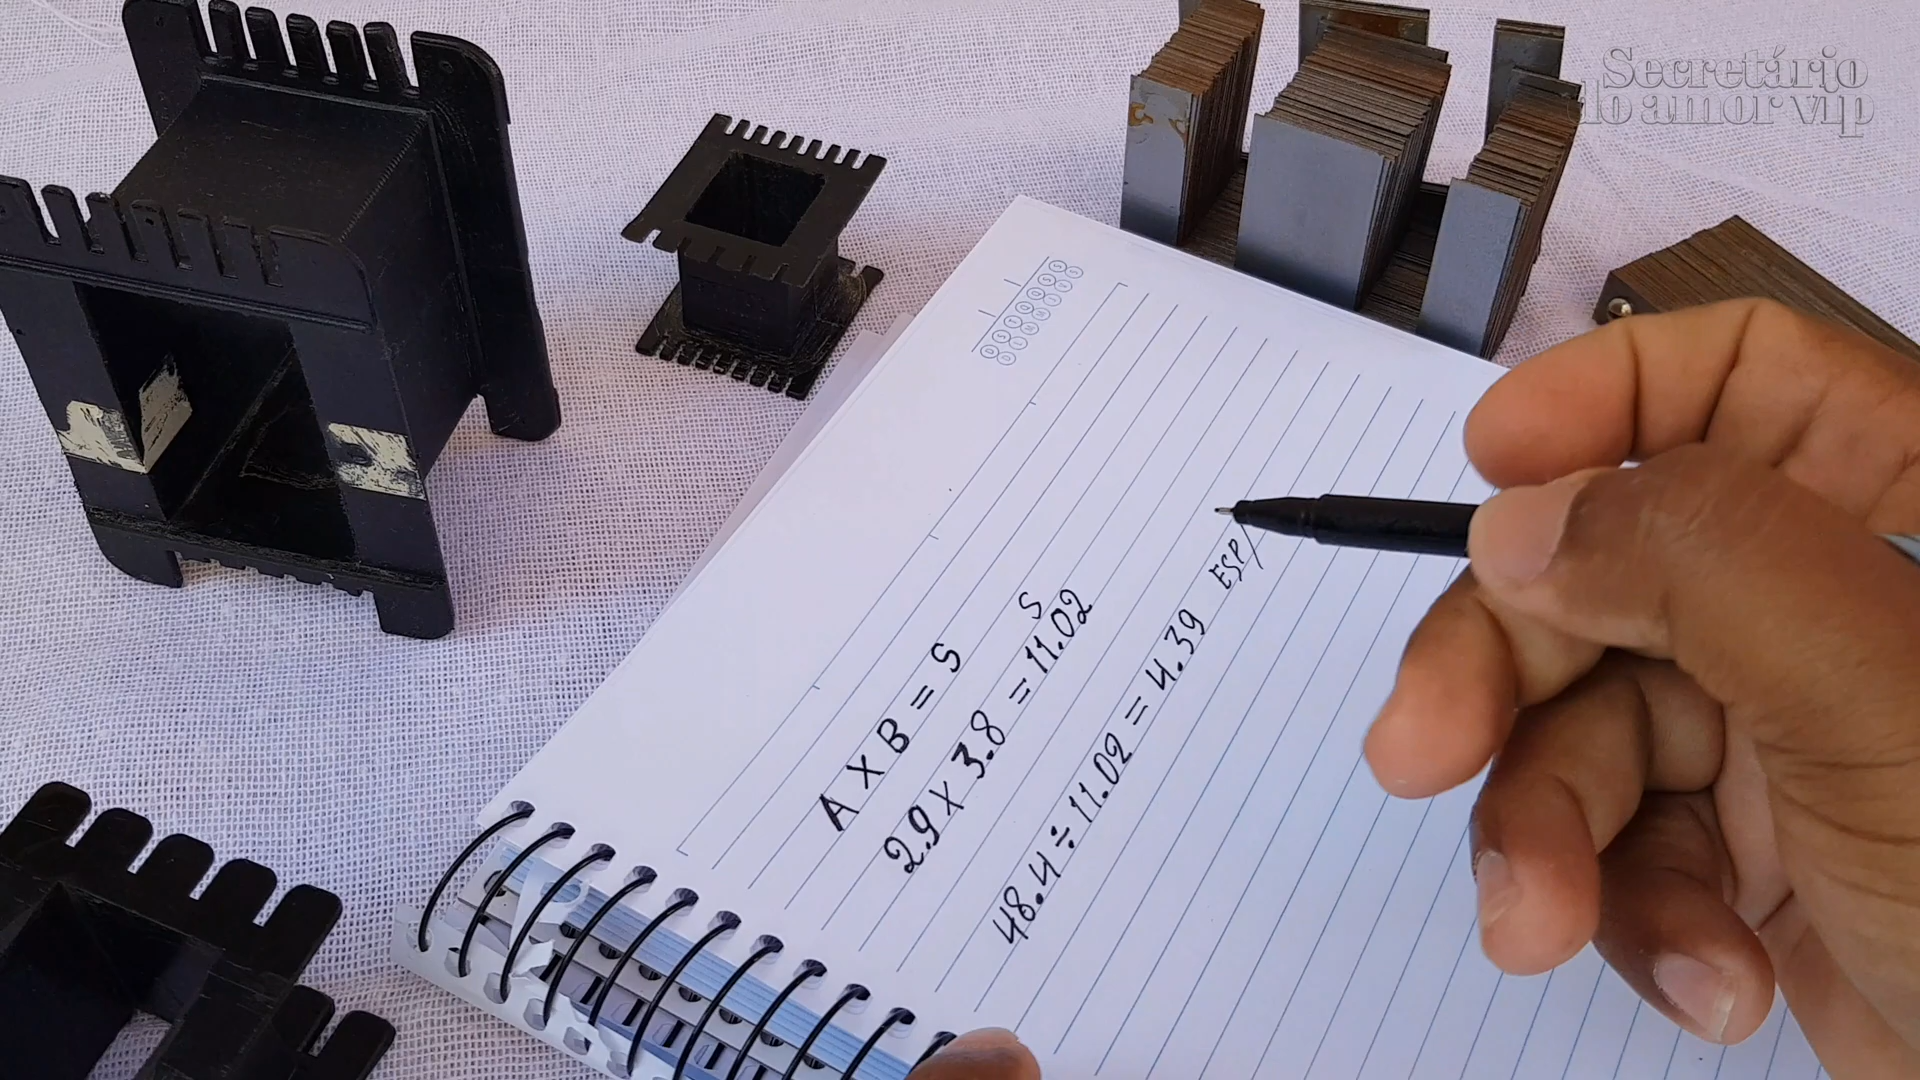 Secretário
do amor vip
A X B = S
S
2.9 X 3.8 = 11.02
48.4 ÷ 11.02 = 4.39 ESP/